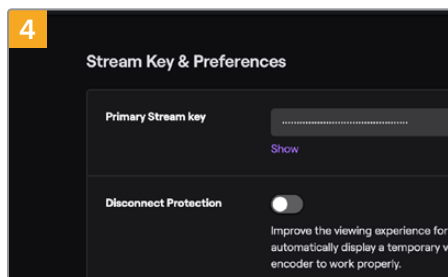 4
Stream Key & Preferences
Primary Stream key
Show
Disconnect Protection
Improve the viewing experience for
automatically display a temporary v
encoder to work properly.